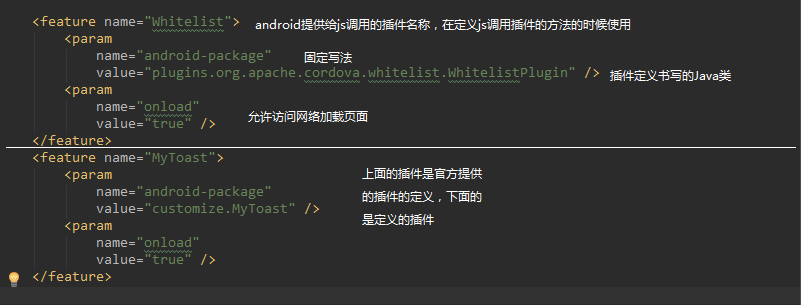 <feature name="Whitelist"> android提供给js调用的插件名称，在定义js调用插件的方法的时候使用
<param
name="android-package" 固定写法
value="plugins.org.apache.cordova.whitelist.WhitelistPlugin" /> 插件定义书写的Java类
<param
name="onload"
value="true" /> 允许访问网络加载页面
</feature>
<feature name="MyToast">
<param 上面的插件是官方提供
name="android-package" 的插件的定义，下面的
value="customize.MyToast" /> 是定义的插件
<param
name="onload"
value="true" />
</feature>